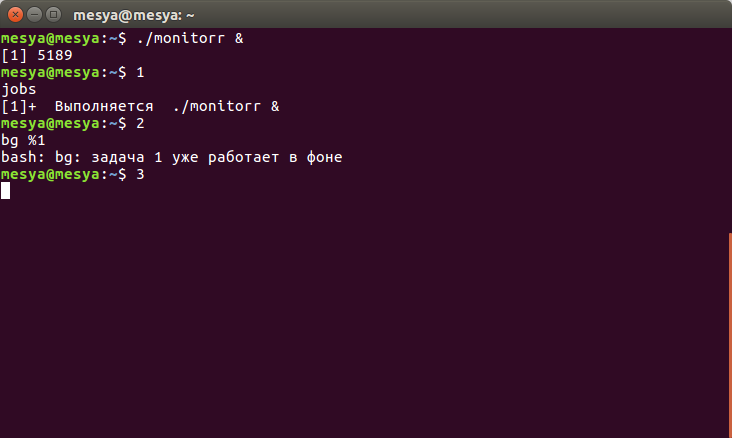 mesya@mesya: ~
mesya@mesya:~$ ./monitorr &
[1] 5189
mesya@mesya:~$ 1
jobs
[1]+  Выполняется  ./monitorr &
mesya@mesya:~$ 2
bg %1
bash: bg: задача 1 уже работает в фоне
mesya@mesya:~$ 3